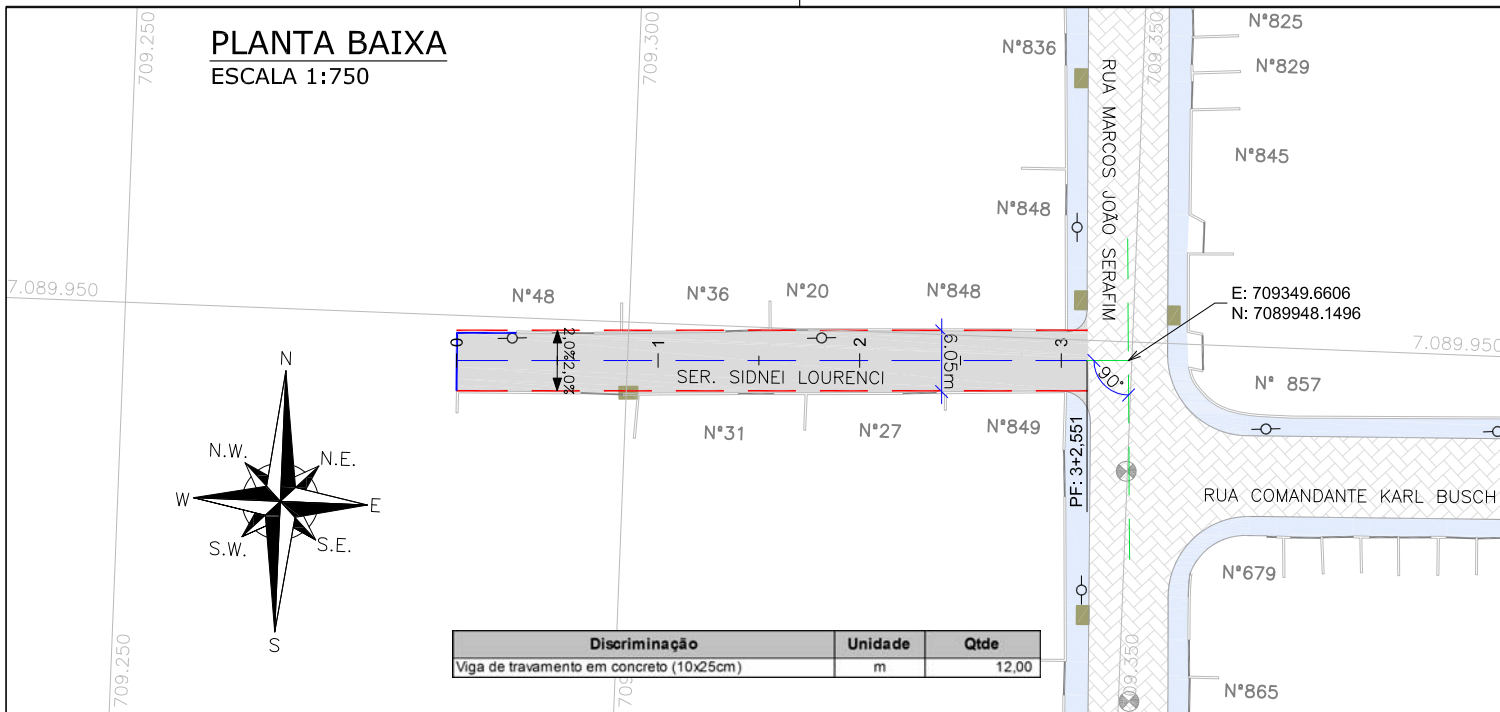 PLANTA BAIXA
ESCALA 1:750
709.250
709.300
709.350
N°836
RUA MARCOS JOÃO SERAFIM
N°825
N°829
N°845
N°848
7.089.950
N°48
N°36
N°20
N°848
E: 709349.6606
N: 7089948.1496
7.089.950
0
2,0%
2,0%
1
2
6.05m
3
SER. SIDNEI LOURENCI
90°
N° 857
N°31
N°27
N°849
PF: 3+2,551
N
N.W.
N.E.
W
E
S.W.
S.E.
S
RUA COMANDANTE KARL BUSCH
N°679
Discriminação Unidade Qtde
Viga de travamento em concreto (10x25cm) m 12,00
709.250
709.350
N°865